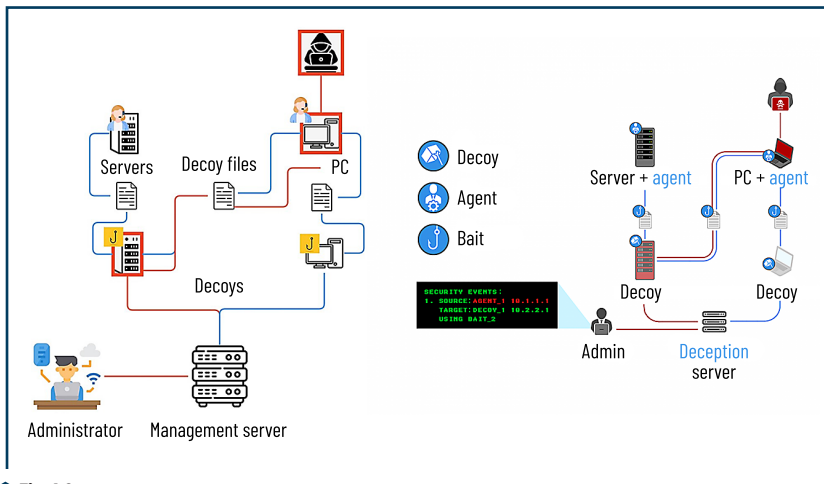 Servers
Decoy files
PC
Decoys
Administrator
Management server
Decoy
Agent
Bait
Server + agent
PC + agent
Decoy
Decoy
SECURITY EVENTS:
1. SOURCE:AGENT_1 10.1.1.1
TARGET:DECOY_1 10.2.2.1
USING BAIT_2
Admin
Deception
server